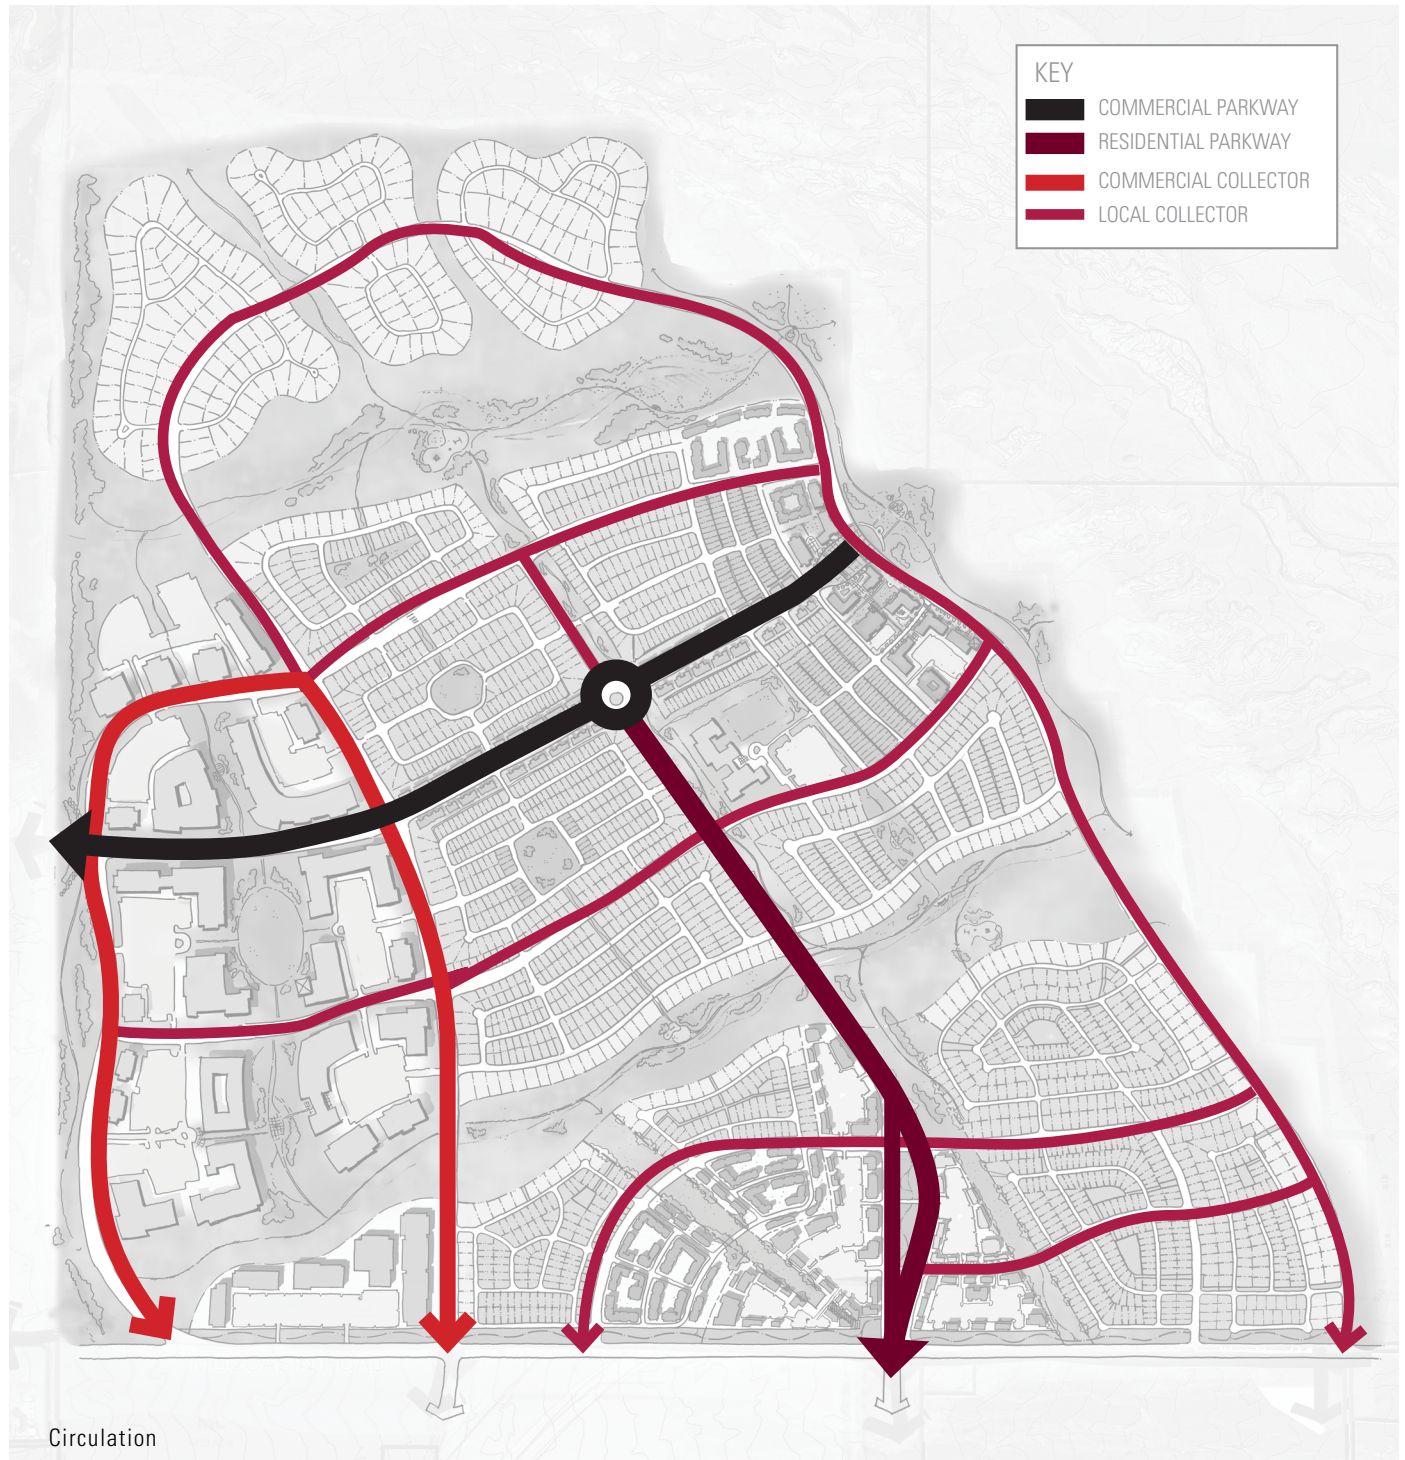 KEY
COMMERCIAL PARKWAY
RESIDENTIAL PARKWAY
COMMERCIAL COLLECTOR
LOCAL COLLECTOR
Circulation